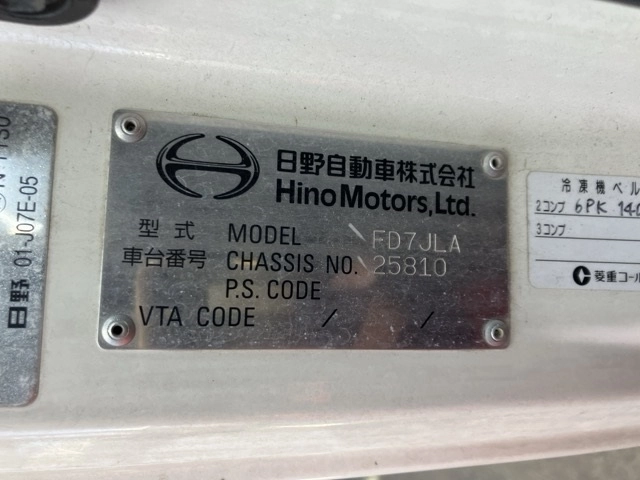 日野 01-J07E-05
日野自動車株式会社
Hino Motors, Ltd.
型式 MODEL FD7JLA
車台番号 CHASSIS NO. 25810
P.S. CODE
VTA CODE / /
冷凍機ベル
2コンプ 6PK 140
3コンプ
菱重コール